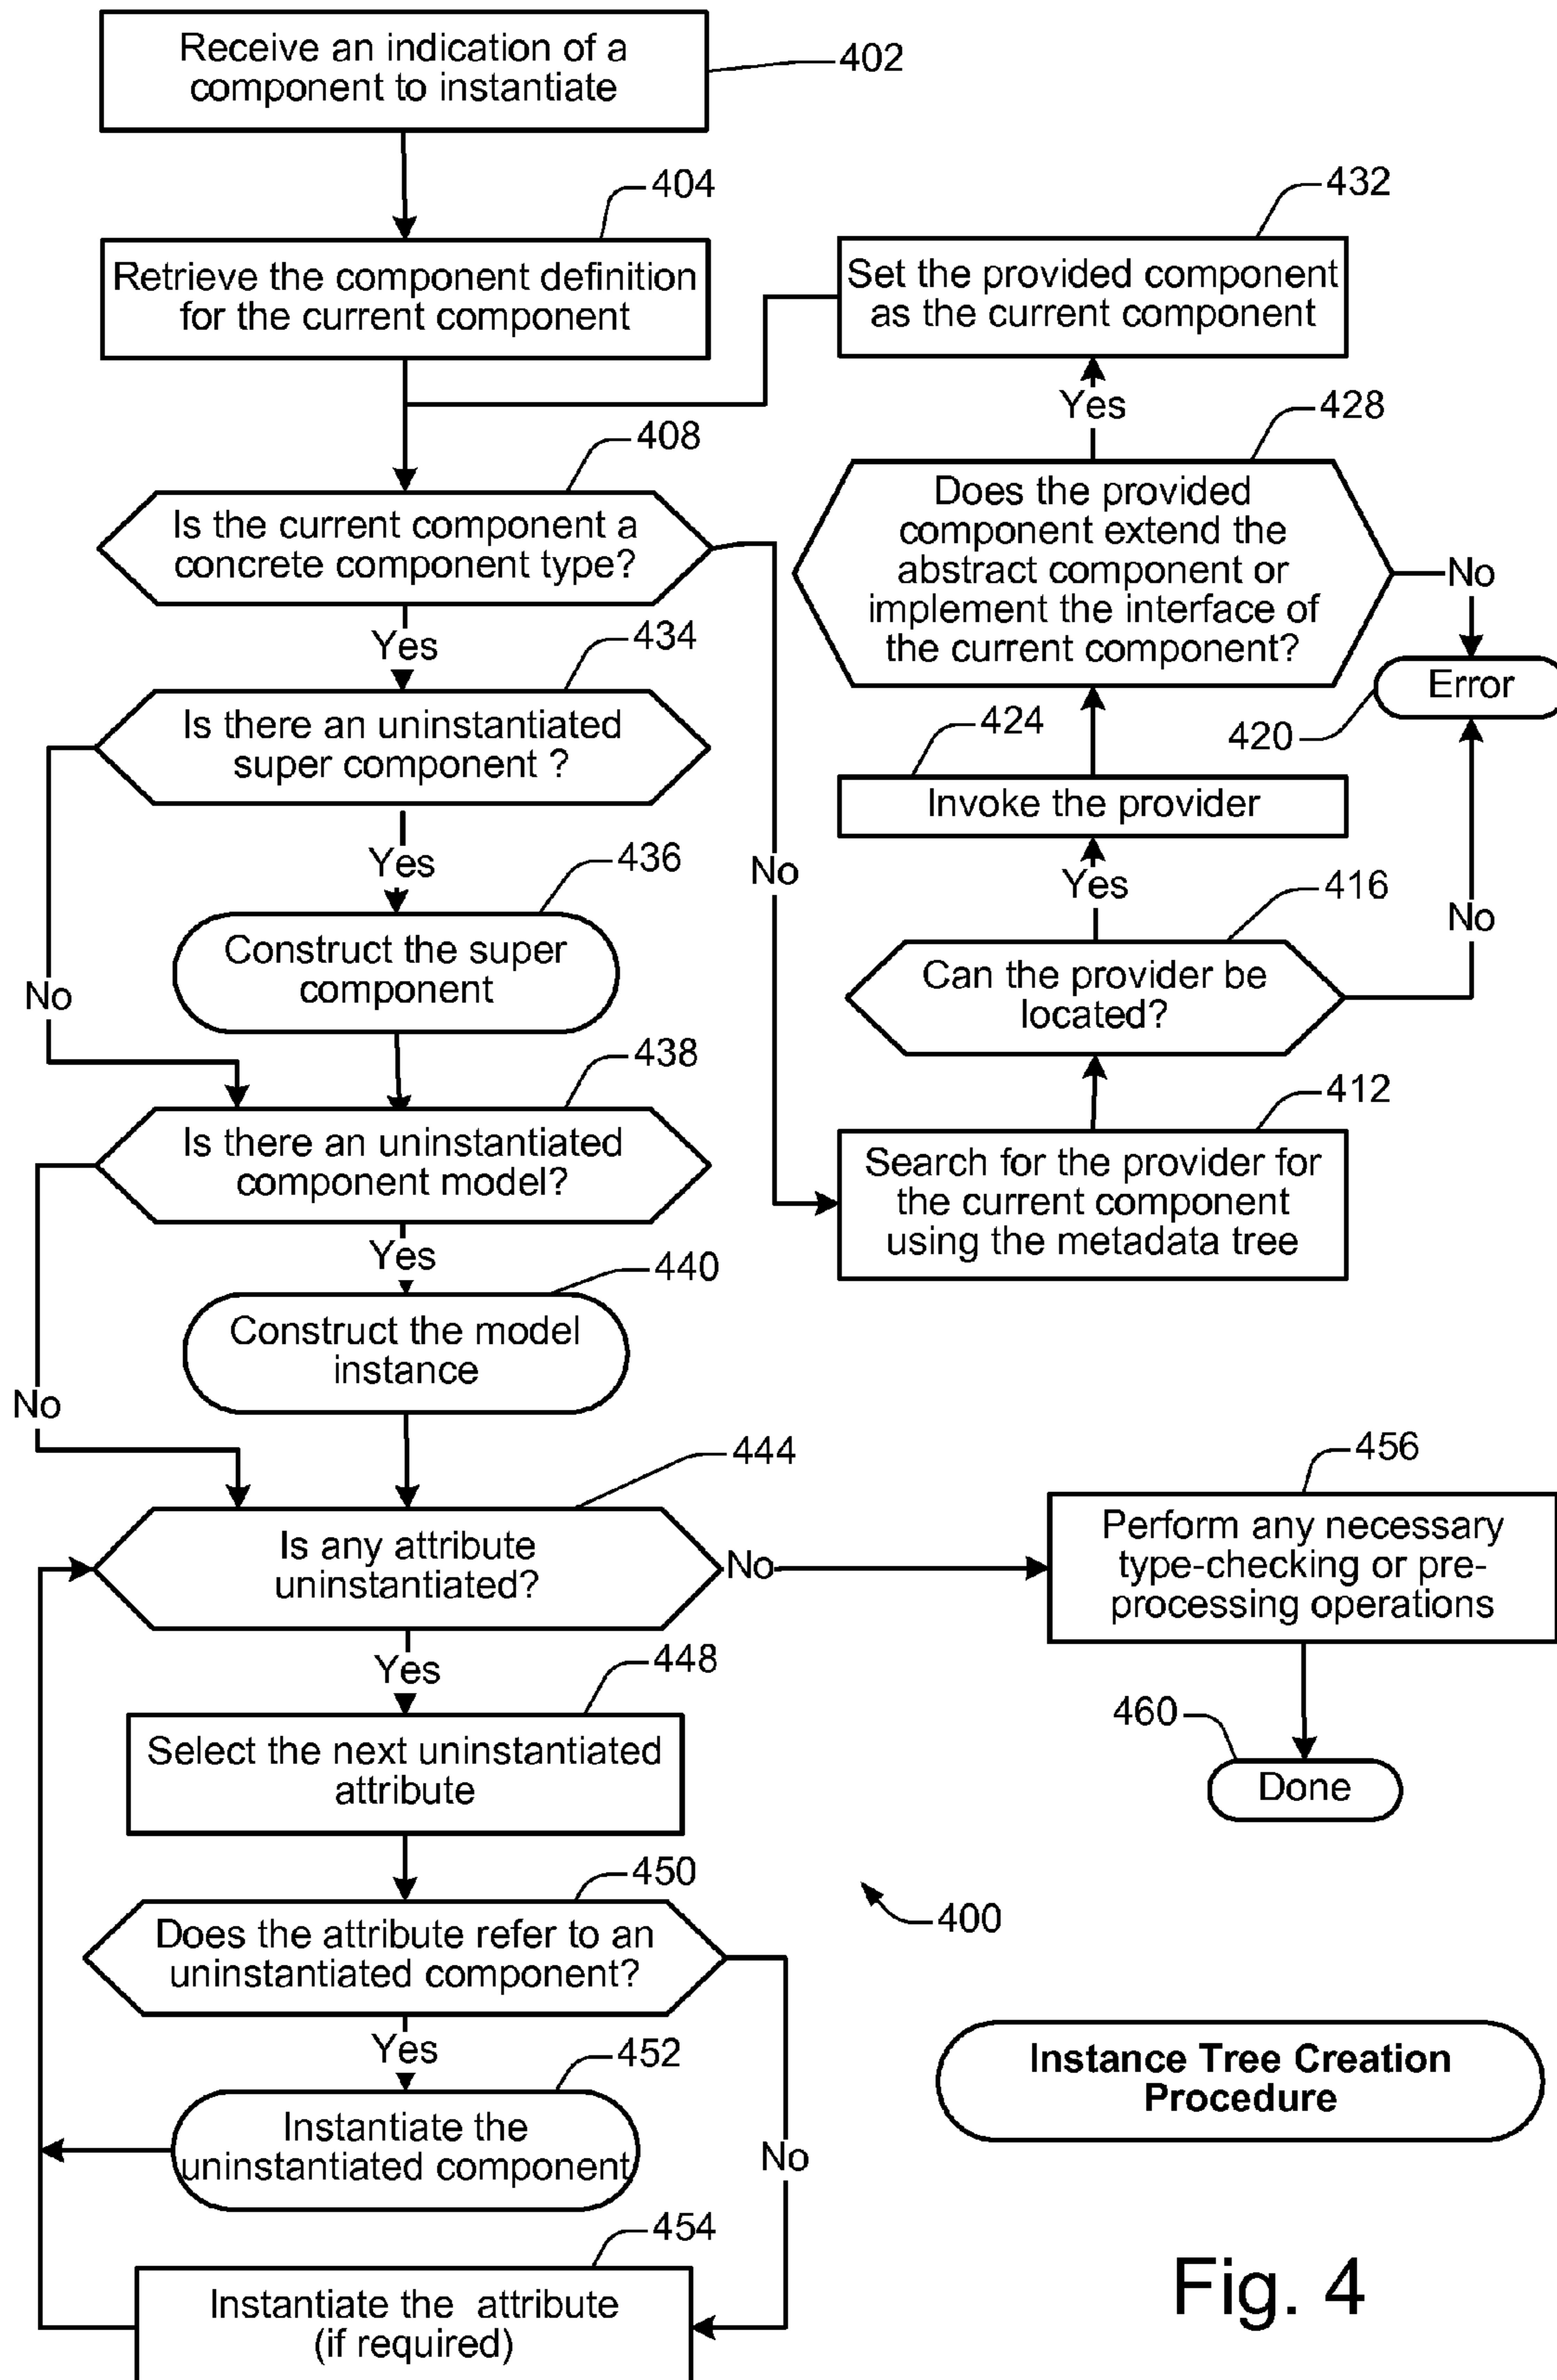 Receive an indication of a
component to instantiate
402
404
Retrieve the component definition
for the current component
432
Set the provided component
as the current component
Yes
428
408
Is the current component a
concrete component type?
Does the provided
component extend the
abstract component or
implement the interface of
the current component?
No
Error
420
Yes
434
Is there an uninstantiated
super component ?
424
Invoke the provider
Yes
436
No
Yes
416
No
Construct the super
component
Can the provider be
located?
No
438
412
Is there an uninstantiated
component model?
Search for the provider for
the current component
using the metadata tree
Yes
440
Construct the model
instance
No
444
456
Is any attribute
uninstantiated?
No
Perform any necessary
type-checking or pre-
processing operations
Yes
448
460
Select the next uninstantiated
attribute
Done
450
400
Does the attribute refer to an
uninstantiated component?
Yes
452
Instance Tree Creation
Procedure
Instantiate the
uninstantiated component
No
454
Instantiate the attribute
(if required)
Fig. 4